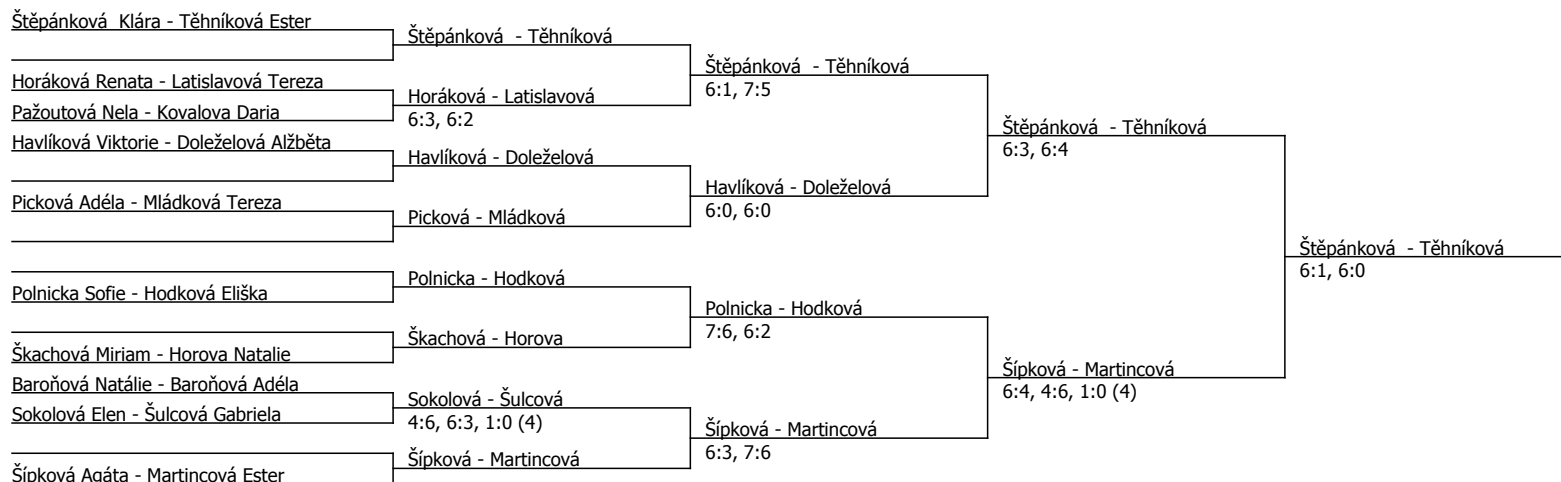 Štěpánková  Klára - Těhníková Ester
Horáková Renata - Latislavová Tereza
Pažoutová Nela - Kovalova Daria
Havlíková Viktorie - Doleželová Alžběta
Picková Adéla - Mládková Tereza
Polnicka Sofie - Hodková Eliška
Škachová Miriam - Horova Natalie
Baroňová Natálie - Baroňová Adéla
Sokolová Elen - Šulcová Gabriela
Šípková Agáta - Martincová Ester
Štěpánková  - Těhníková
Horáková - Latislavová
6:3, 6:2
Havlíková - Doleželová
Picková - Mládková
Polnicka - Hodková
Škachová - Horova
Sokolová - Šulcová
4:6, 6:3, 1:0 (4)
Šípková - Martincová
Štěpánková  - Těhníková
6:1, 7:5
Havlíková - Doleželová
6:0, 6:0
Polnicka - Hodková
7:6, 6:2
Šípková - Martincová
6:3, 7:6
Štěpánková  - Těhníková
6:3, 6:4
Šípková - Martincová
6:4, 4:6, 1:0 (4)
Štěpánková  - Těhníková
6:1, 6:0